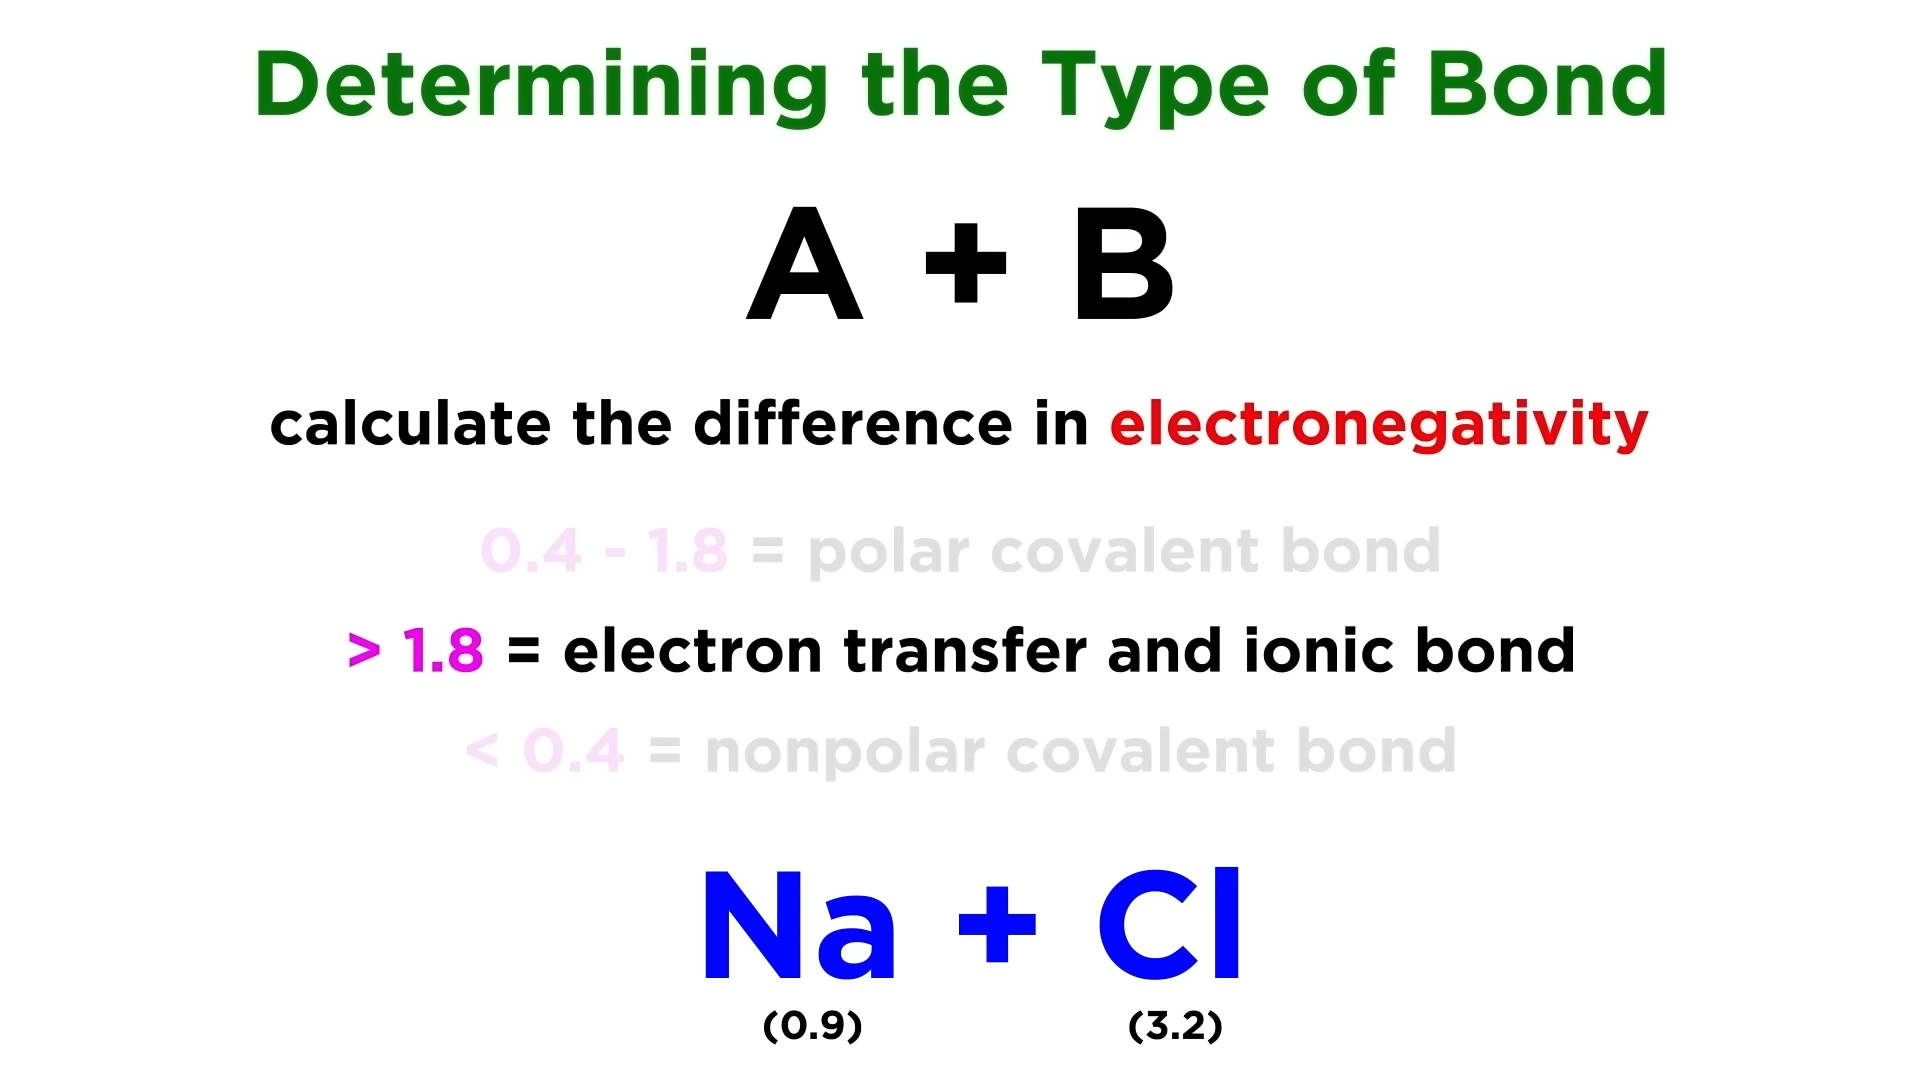 Determining the Type of Bond
A + B
calculate the difference in electronegativity
0.4 - 1.8 = polar covalent bond
> 1.8 = electron transfer and ionic bond
< 0.4 = nonpolar covalent bond
Na + Cl
(0.9) (3.2)